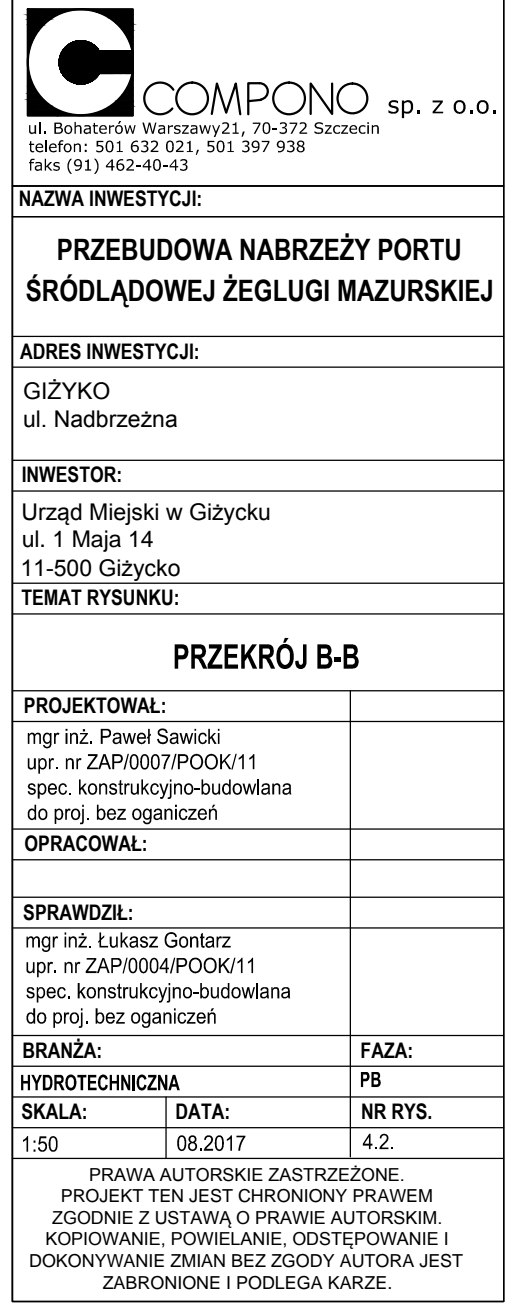 C
COMPONO sp. z o.o.
ul. Bohaterów Warszawy21, 70-372 Szczecin
telefon: 501 632 021, 501 397 938
faks (91) 462-40-43
NAZWA INWESTYCJI:
PRZEBUDOWA NABRZEŻY PORTU
ŚRÓDLĄDOWEJ ŻEGLUGI MAZURSKIEJ
ADRES INWESTYCJI:
GIŻYKO
ul. Nadbrzeżna
INWESTOR:
Urząd Miejski w Giżycku
ul. 1 Maja 14
11-500 Giżycko
TEMAT RYSUNKU:
PRZEKRÓJ B-B
PROJEKTOWAŁ:
mgr inż. Paweł Sawicki
upr. nr ZAP/0007/POOK/11
spec. konstrukcyjno-budowlana
do proj. bez oganiczeń
OPRACOWAŁ:
SPRAWDZIŁ:
mgr inż. Łukasz Gontarz
upr. nr ZAP/0004/POOK/11
spec. konstrukcyjno-budowlana
do proj. bez oganiczeń
BRANŻA: FAZA:
HYDROTECHNICZNA PB
SKALA: DATA: NR RYS.
1:50 08.2017 4.2.
PRAWA AUTORSKIE ZASTRZEŻONE.
PROJEKT TEN JEST CHRONIONY PRAWEM
ZGODNIE Z USTAWĄ O PRAWIE AUTORSKIM.
KOPIOWANIE, POWIELANIE, ODSTĘPOWANIE I
DOKONYWANIE ZMIAN BEZ ZGODY AUTORA JEST
ZABRONIONE I PODLEGA KARZE.